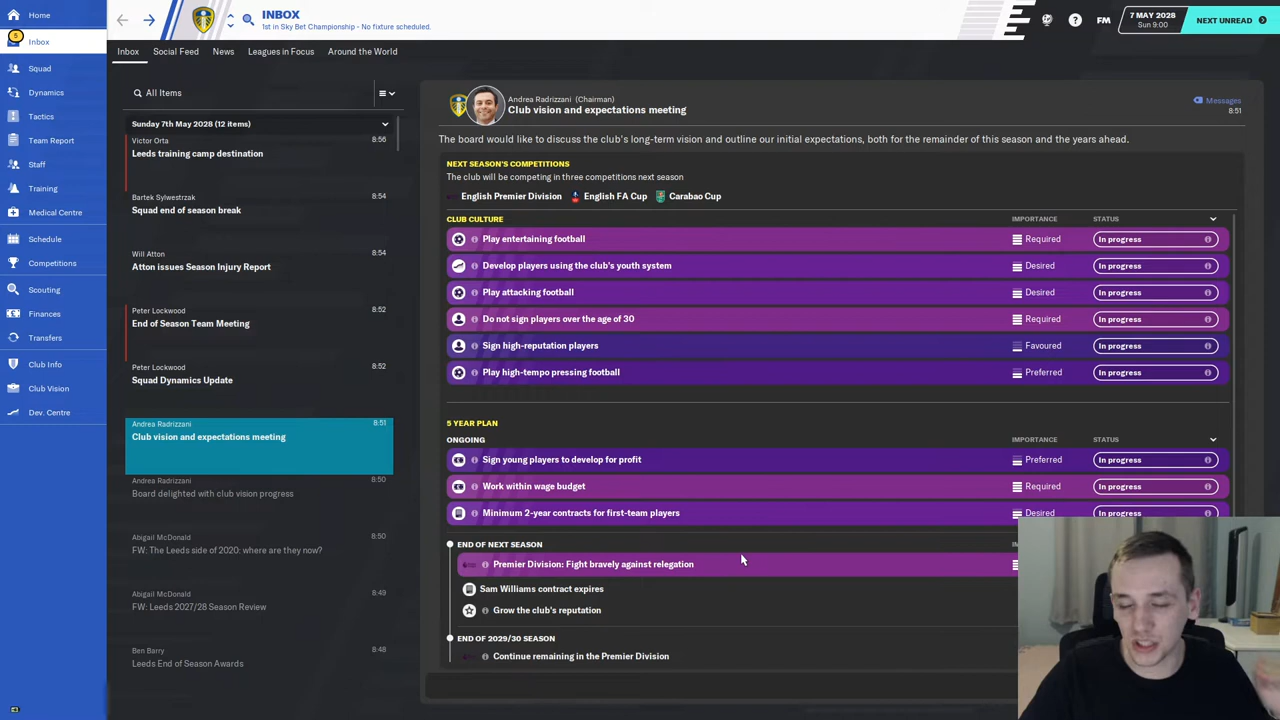 Home
INBOX
1st in Sky Bet Championship - No fixture scheduled.
FM
7 MAY 2028
Sun 9:00
NEXT UNREAD
5
Inbox
Squad
Dynamics
Tactics
Team Report
Staff
Training
Medical Centre
Schedule
Competitions
Scouting
Finances
Transfers
Club Info
Club Vision
Dev. Centre
Inbox
Social Feed
News
Leagues in Focus
Around the World
All Items
Sunday 7th May 2028 (12 items)
Victor Orta
8:56
Leeds training camp destination
Bartek Sylwestrzak
8:54
Squad end of season break
Will Atton
8:54
Atton issues Season Injury Report
Peter Lockwood
8:52
End of Season Team Meeting
Peter Lockwood
8:52
Squad Dynamics Update
Andrea Radrizzani
8:51
Club vision and expectations meeting
Andrea Radrizzani
8:50
Board delighted with club vision progress
Abigail McDonald
8:50
FW: The Leeds side of 2020: where are they now?
Abigail McDonald
8:49
FW: Leeds 2027/28 Season Review
Ben Barry
8:48
Leeds End of Season Awards
Andrea Radrizzani (Chairman)
Club vision and expectations meeting
Messages
8:51
The board would like to discuss the club's long-term vision and outline our initial expectations, both for the remainder of this season and the years ahead.
NEXT SEASON'S COMPETITIONS
The club will be competing in three competitions next season
English Premier Division
English FA Cup
Carabao Cup
CLUB CULTURE
IMPORTANCE
STATUS
Play entertaining football
Required
In progress
Develop players using the club's youth system
Desired
In progress
Play attacking football
Desired
In progress
Do not sign players over the age of 30
Required
In progress
Sign high-reputation players
Favoured
In progress
Play high-tempo pressing football
Preferred
In progress
5 YEAR PLAN
ONGOING
IMPORTANCE
STATUS
Sign young players to develop for profit
Preferred
In progress
Work within wage budget
Required
In progress
Minimum 2-year contracts for first-team players
Desired
In progress
END OF NEXT SEASON
Premier Division: Fight bravely against relegation
Sam Williams contract expires
Grow the club's reputation
END OF 2029/30 SEASON
Continue remaining in the Premier Division